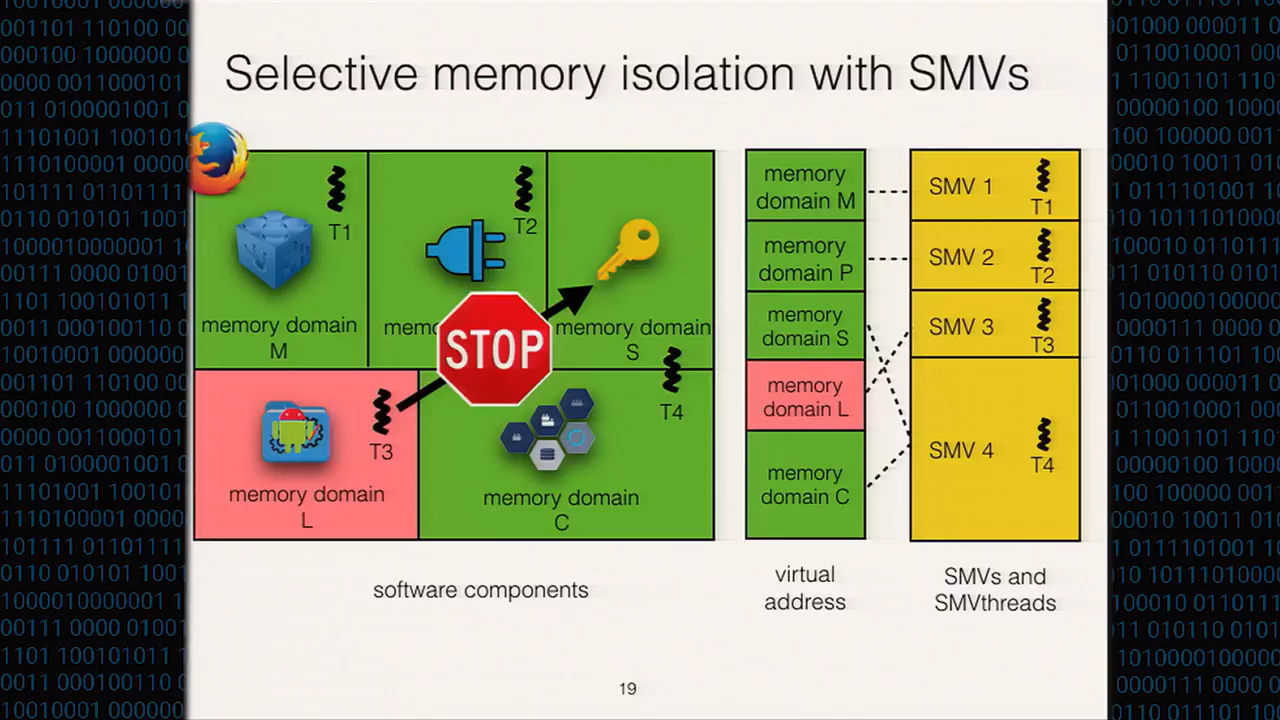 Selective memory isolation with SMVs
T1
T2
memory domain
M
memory domain
S
STOP
T3
T4
memory domain
L
memory domain
C
software components
memory
domain M
memory
domain P
memory
domain S
memory
domain L
memory
domain C
virtual
address
SMV 1
T1
SMV 2
T2
SMV 3
T3
SMV 4
T4
SMVs and
SMVthreads
19